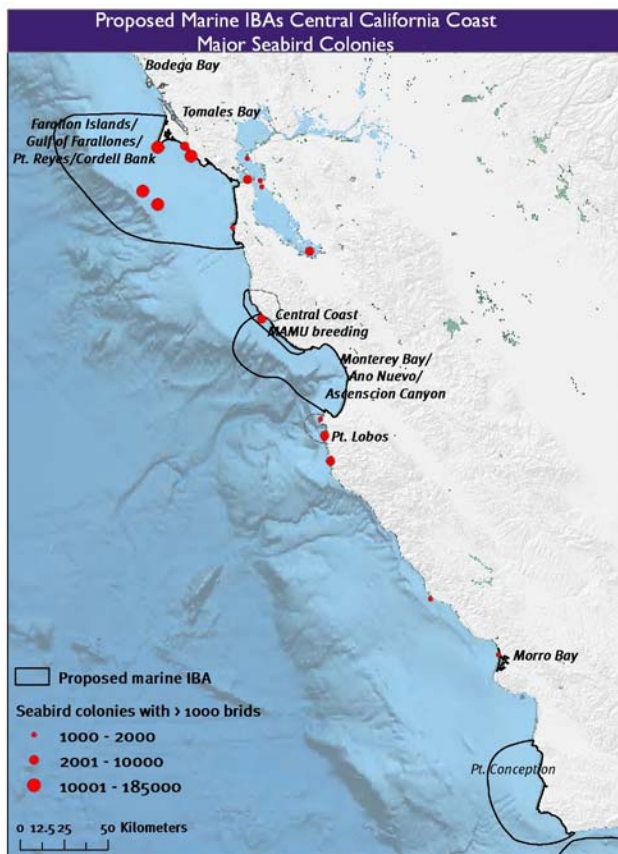 Proposed Marine IBAs Central California Coast
Major Seabird Colonies
Bodega Bay
Tomales Bay
Farallon Islands/
Gulf of Farallones/
Pt. Reyes/Cordell Bank
Central Coast
MAMU breeding
Monterey Bay/
Ano Nuevo/
Ascenscion Canyon
Pt. Lobos
Morro Bay
Pt. Conception
Proposed marine IBA
Seabird colonies with > 1000 brids
1000 - 2000
2001 - 10000
10001 - 185000
0 12.5 25 50 Kilometers